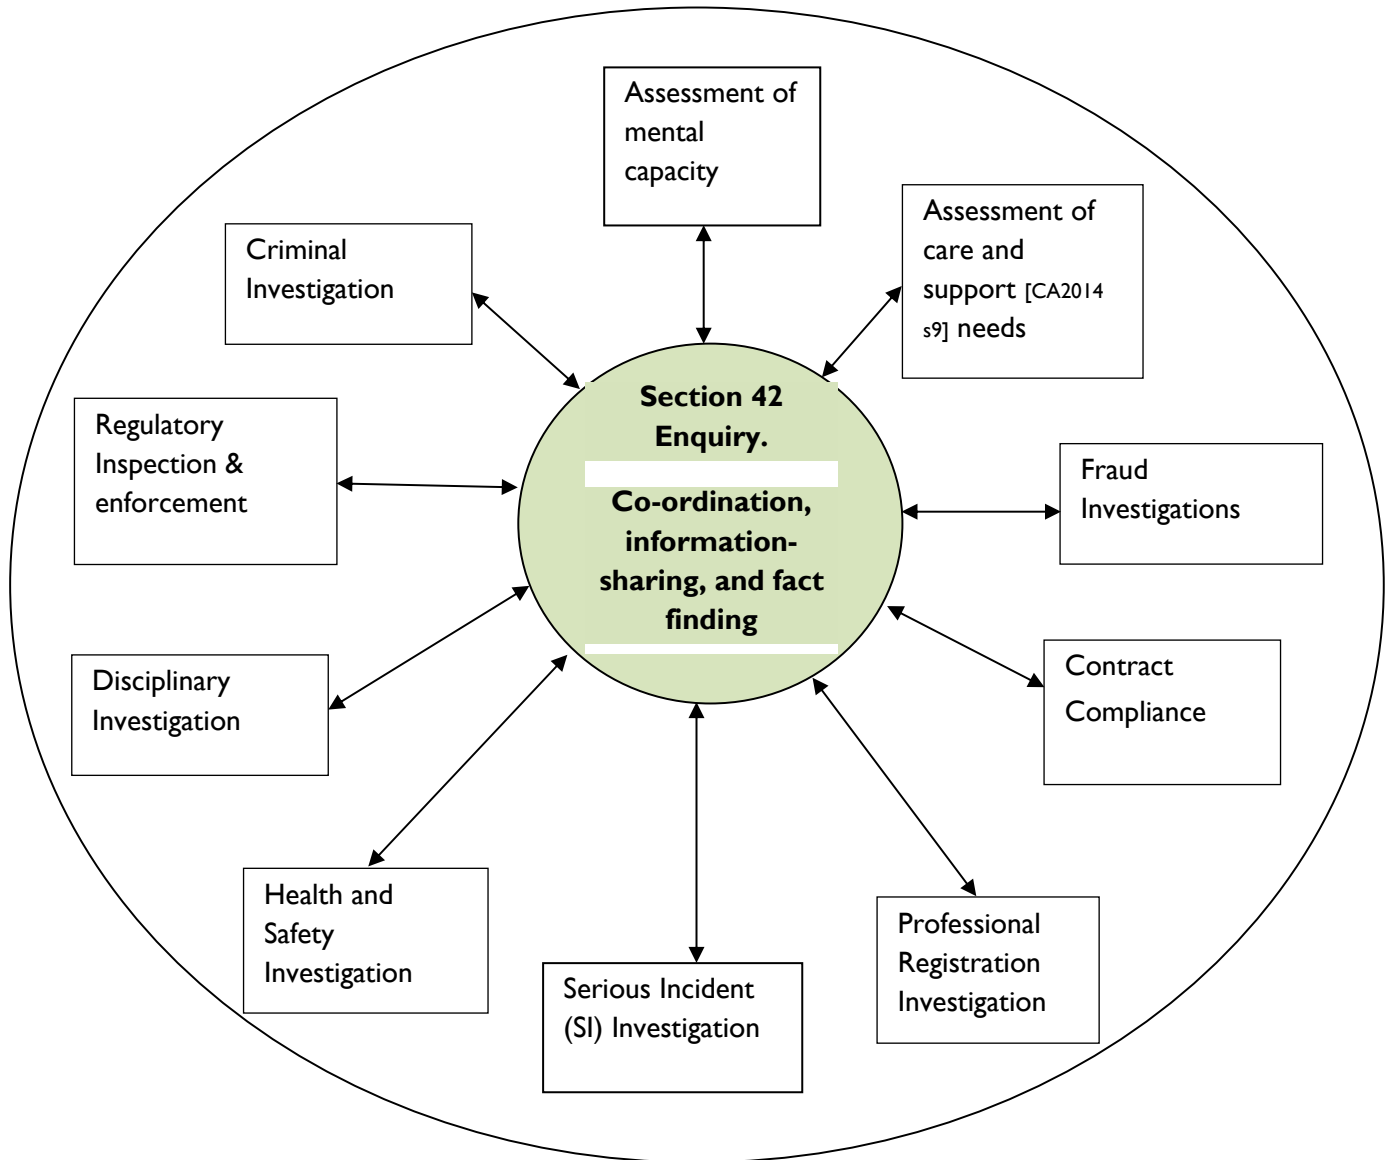 Assessment of
mental
capacity
Assessment of
care and
support [CA2014
s9] needs
Criminal
Investigation
Section 42
Enquiry.
Co-ordination,
information-
sharing, and fact
finding
Regulatory
Inspection &
enforcement
Fraud
Investigations
Disciplinary
Investigation
Contract
Compliance
Health and
Safety
Investigation
Serious Incident
(SI) Investigation
Professional
Registration
Investigation